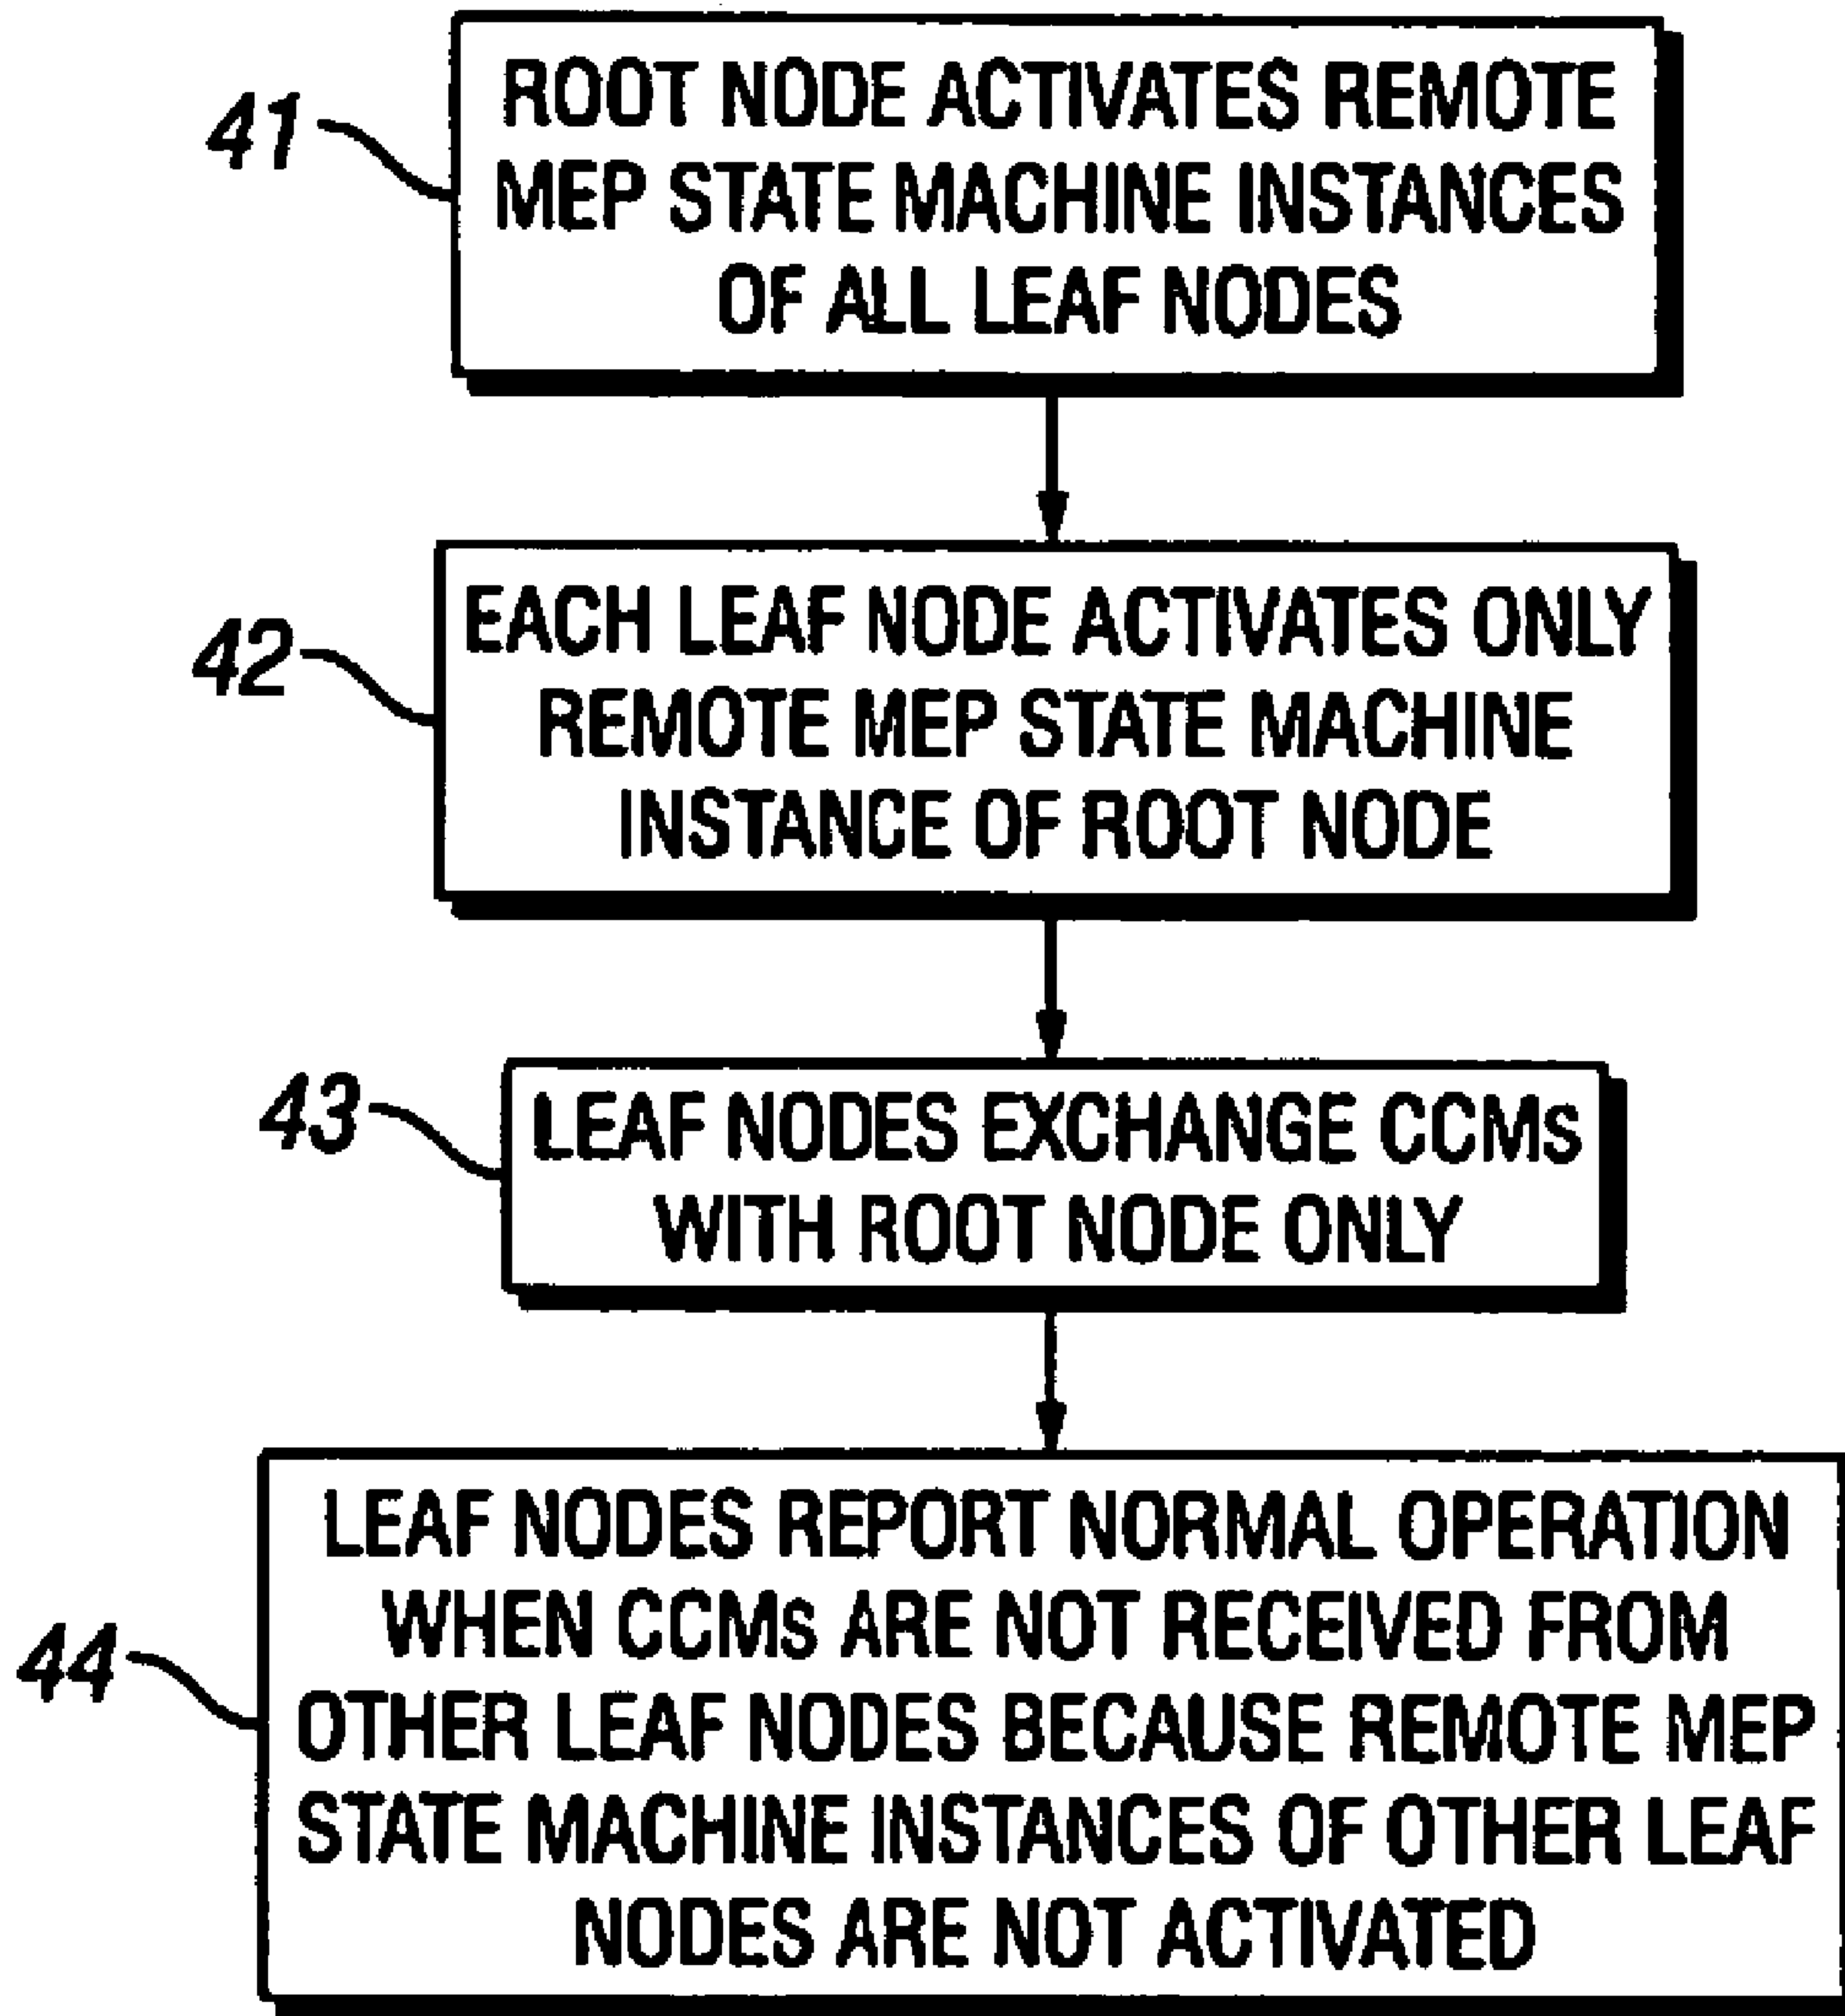 41
ROOT NODE ACTIVATES REMOTE
MEP STATE MACHINE INSTANCES
OF ALL LEAF NODES
42
EACH LEAF NODE ACTIVATES ONLY
REMOTE MEP STATE MACHINE
INSTANCE OF ROOT NODE
43
LEAF NODES EXCHANGE CCMs
WITH ROOT NODE ONLY
44
LEAF NODES REPORT NORMAL OPERATION
WHEN CCMs ARE NOT RECEIVED FROM
OTHER LEAF NODES BECAUSE REMOTE MEP
STATE MACHINE INSTANCES OF OTHER LEAF
NODES ARE NOT ACTIVATED